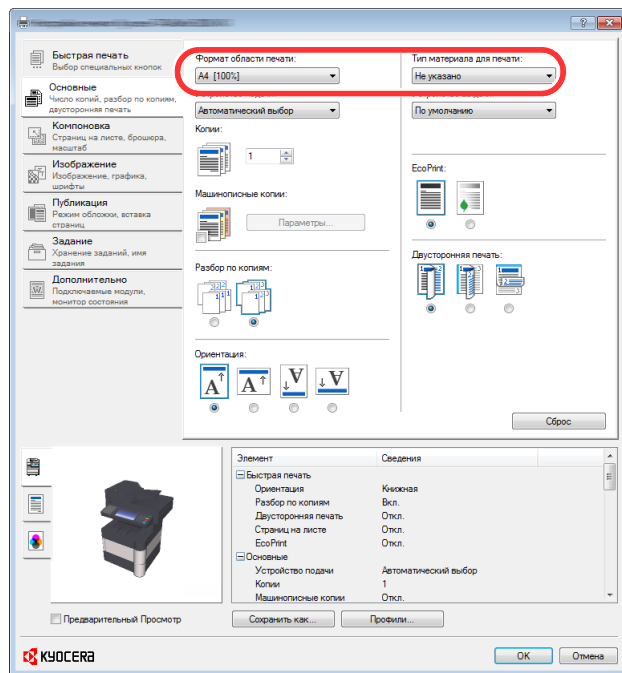 Быстрая печать
Выбор специальных кнопок
Основные
Число копий, разбор по копиям,
двусторонняя печать
Компоновка
Страниц на листе, брошюра,
масштаб
Изображение
Изображение, графика,
шрифты
Публикация
Режим обложки, вставка
страниц
Задание
Хранение заданий, имя
задания
Дополнительно
Подключаемые модули,
монитор состояния
Формат области печати:
A4 [100%]
Автоматический выбор
Копии:
1
Машинописные копии:
Параметры...
Разбор по копиям:
Ориентация:
Тип материала для печати:
Не указано
По умолчанию
EcoPrint:
Двусторонняя печать:
Сброс
Элемент Сведения
Быстрая печать
Ориентация Книжная
Разбор по копиям Вкл.
Двусторонняя печать Откл.
Страниц на листе Откл.
EcoPrint Откл.
Основные
Устройство подачи Автоматический выбор
Копии 1
Машинописные копии Откл.
Предварительный Просмотр
Сохранить как...
Профили...
KYOCERA
OK
Отмена